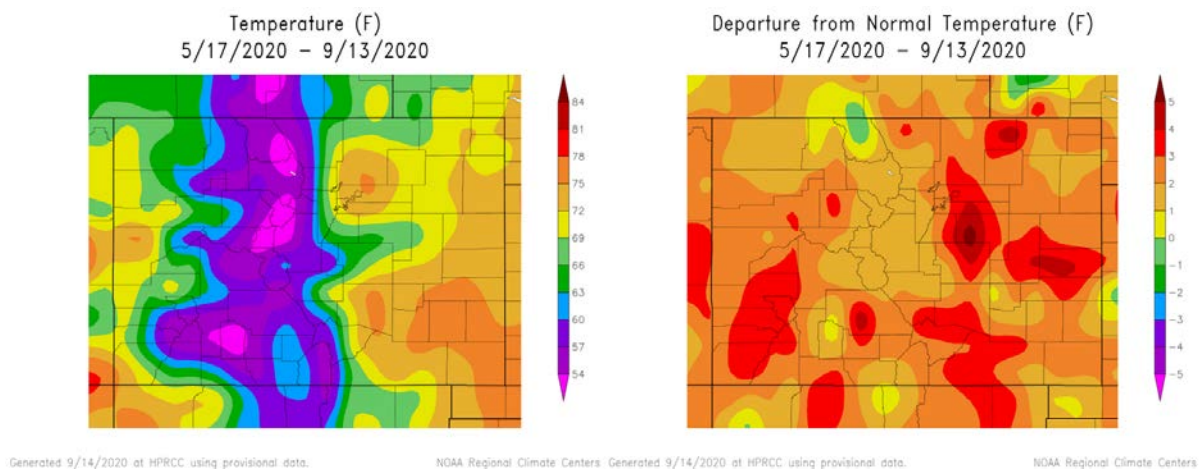 Temperature (F)
5/17/2020 – 9/13/2020
84
81
78
75
72
69
66
63
60
57
54
Generated 9/14/2020 at HPRCC using provisional data.
NOAA Regional Climate Centers
Departure from Normal Temperature (F)
5/17/2020 – 9/13/2020
5
4
3
2
1
0
-1
-2
-3
-4
-5
Generated 9/14/2020 at HPRCC using provisional data.
NOAA Regional Climate Centers